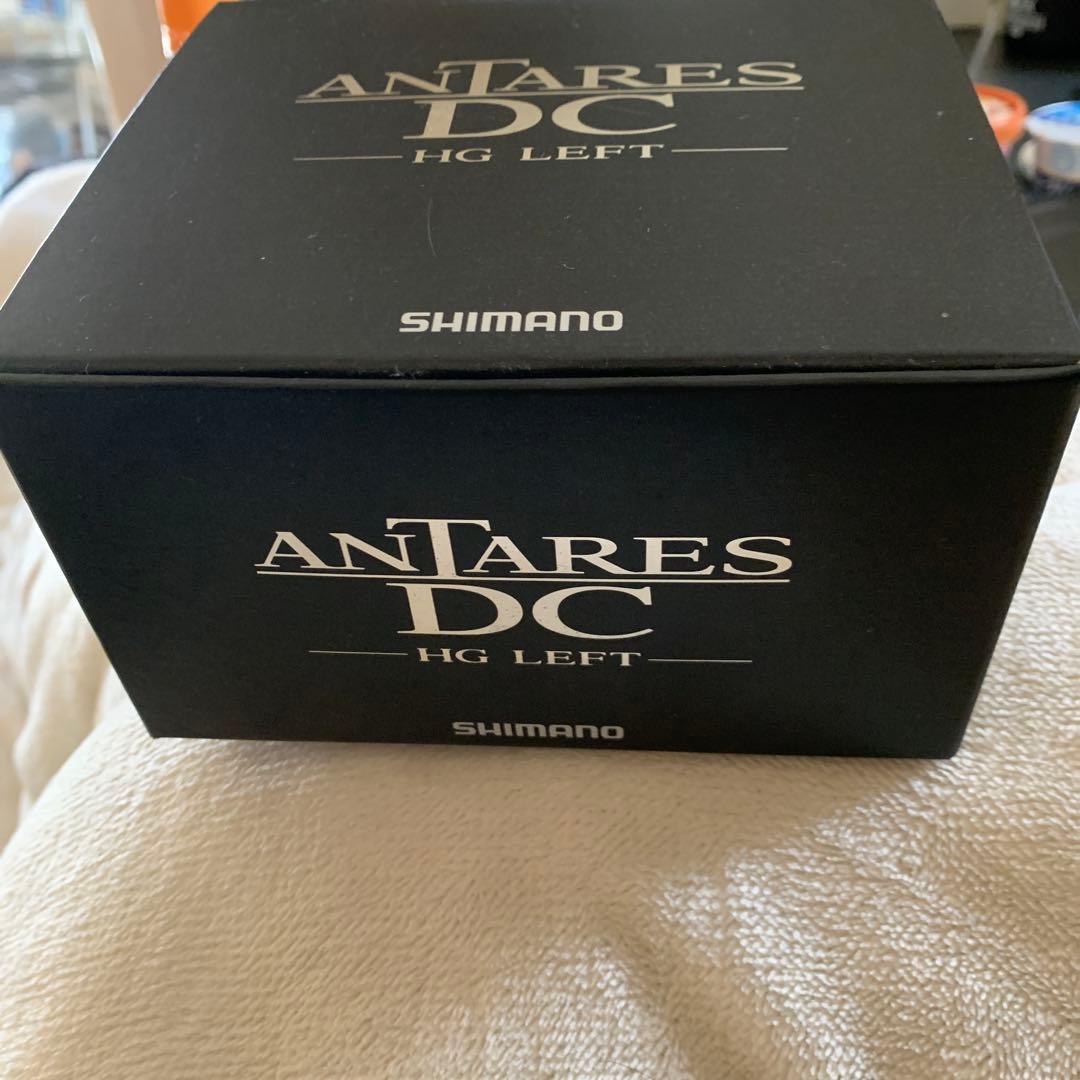 ANTARES
DC
HG LEFT
SHIMANO
ANTARES
DC
HG LEFT
SHIMANO